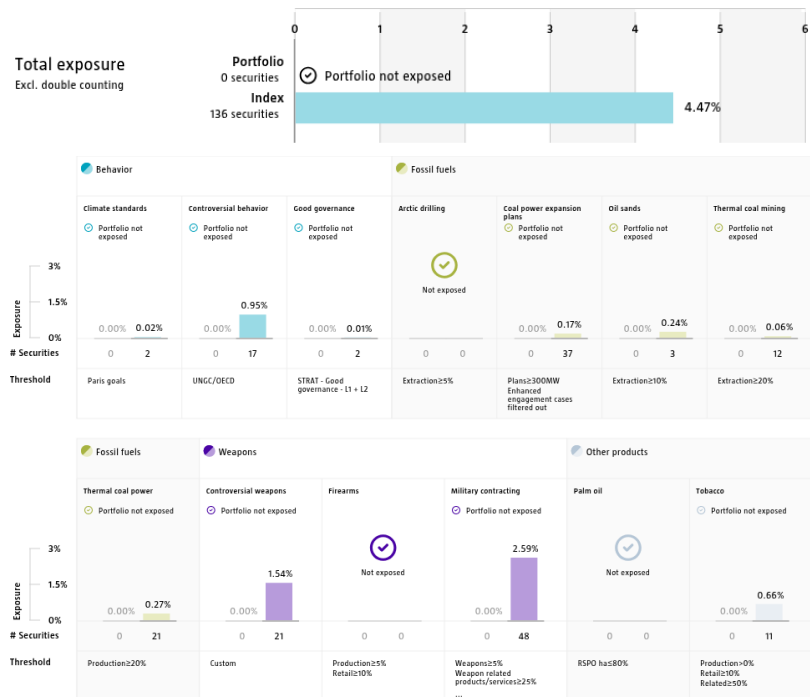 0 1 2 3 4 5 6
Total exposure
Excl. double counting
Portfolio
0 securities
Portfolio not exposed
Index
136 securities
4.47%
Behavior
Fossil fuels
Climate standards
Portfolio not
exposed
Controversial behavior
Portfolio not
exposed
Good governance
Portfolio not
exposed
Arctic drilling
Not exposed
Coal power expansion
plans
Portfolio not
exposed
Oil sands
Portfolio not
exposed
Thermal coal mining
Portfolio not
exposed
Exposure
3%
1.5%
0%
0.00% 0.02% 0.00% 0.95% 0.00% 0.01% 0.00% 0.17% 0.00% 0.24% 0.00% 0.06%
# Securities 0 2 0 17 0 2 0 0 0 37 0 3 0 12
Threshold
Paris goals
UNGC/OECD
STRAT - Good
governance - L1 + L2
Extraction≥5%
Plans≥300MW
Enhanced
engagement cases
filtered out
Extraction≥10%
Extraction≥20%
Fossil fuels
Weapons
Other products
Thermal coal power
Portfolio not exposed
Controversial weapons
Portfolio not exposed
Firearms
Not exposed
Military contracting
Portfolio not exposed
Palm oil
Not exposed
Tobacco
Portfolio not exposed
Exposure
3%
1.5%
0%
0.00% 0.27% 0.00% 1.54% 0.00% 2.59% 0.00% 0.66%
# Securities 0 21 0 21 0 0 0 48 0 0 0 11
Threshold
Production≥20%
Custom
Production≥5%
Retail≥10%
Weapons≥5%
Weapon related
products/services≥25%
RSPO ha≤80%
Production>0%
Retail≥10%
Related≥50%